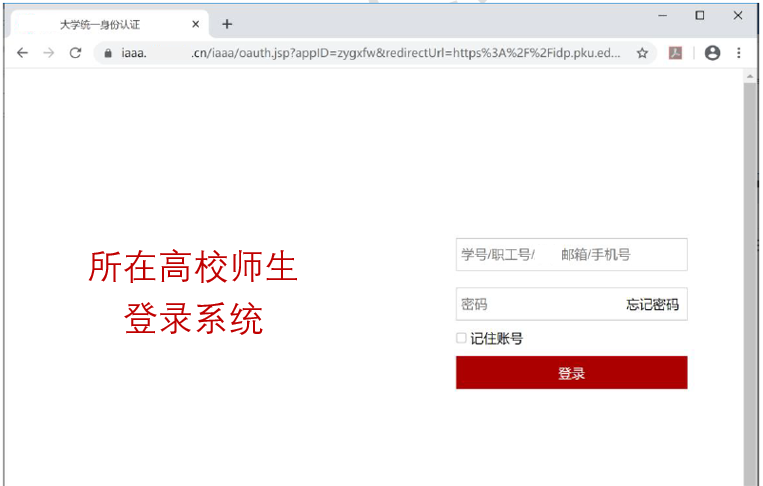 大学统一身份认证
iaaa. .cn/iaaa/oauth.jsp?appID=zygxfw&redirectUrl=https%3A%2F%2Fidp.pku.ed...
学号/职工号/ 邮箱/手机号
所在高校师生
登录系统
密码 忘记密码
记住账号
登录